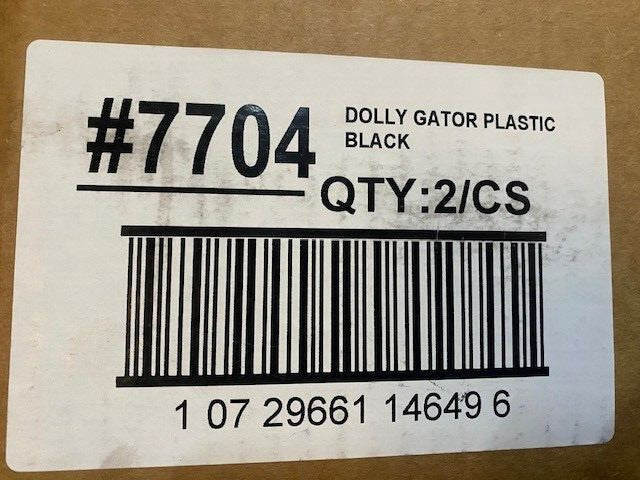 #7704
DOLLY GATOR PLASTIC
BLACK
QTY:2/CS
1 07 29661 14649 6